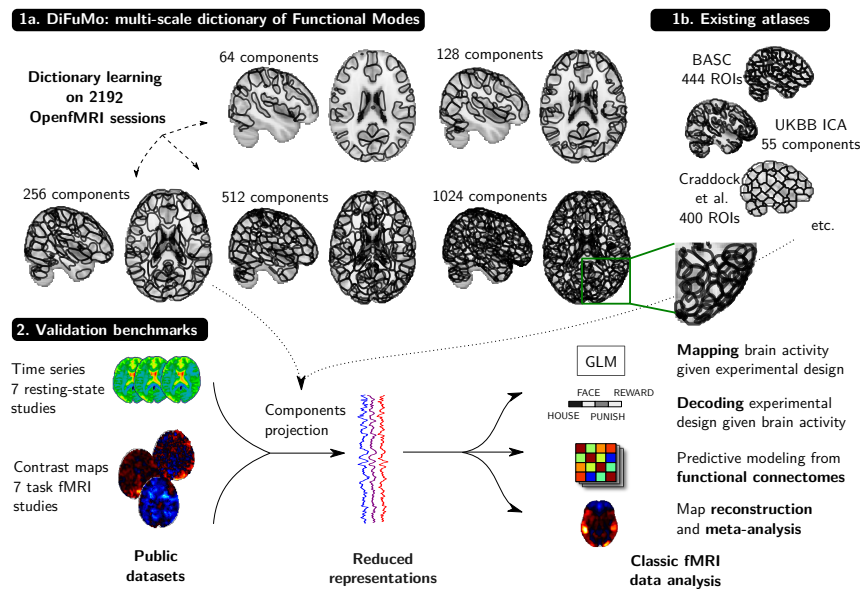 1a. DiFuMo: multi-scale dictionary of Functional Modes
1b. Existing atlases
Dictionary learning
on 2192
OpenfMRI sessions
64 components
128 components
256 components
512 components
1024 components
BASC
444 ROIs
UKBB ICA
55 components
Craddock
et al.
400 ROIs
etc.
2. Validation benchmarks
Time series
7 resting-state
studies
Contrast maps
7 task fMRI
studies
Public
datasets
Components
projection
Reduced
representations
GLM
FACE REWARD
HOUSE PUNISH
Mapping brain activity
given experimental design
Decoding experimental
design given brain activity
Predictive modeling from
functional connectomes
Map reconstruction
and meta-analysis
Classic fMRI
data analysis